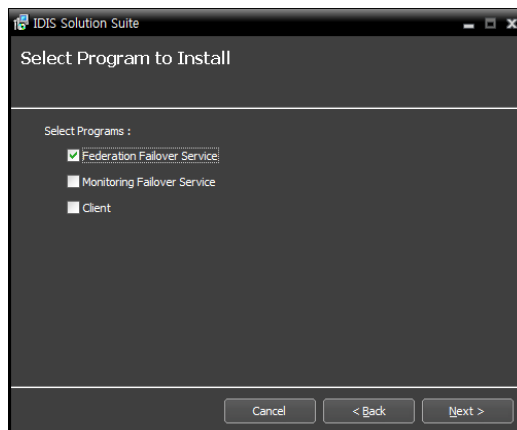 IDIS Solution Suite
Select Program to Install
Select Programs :
Federation Failover Service
Monitoring Failover Service
Client
Cancel
< Back
Next >